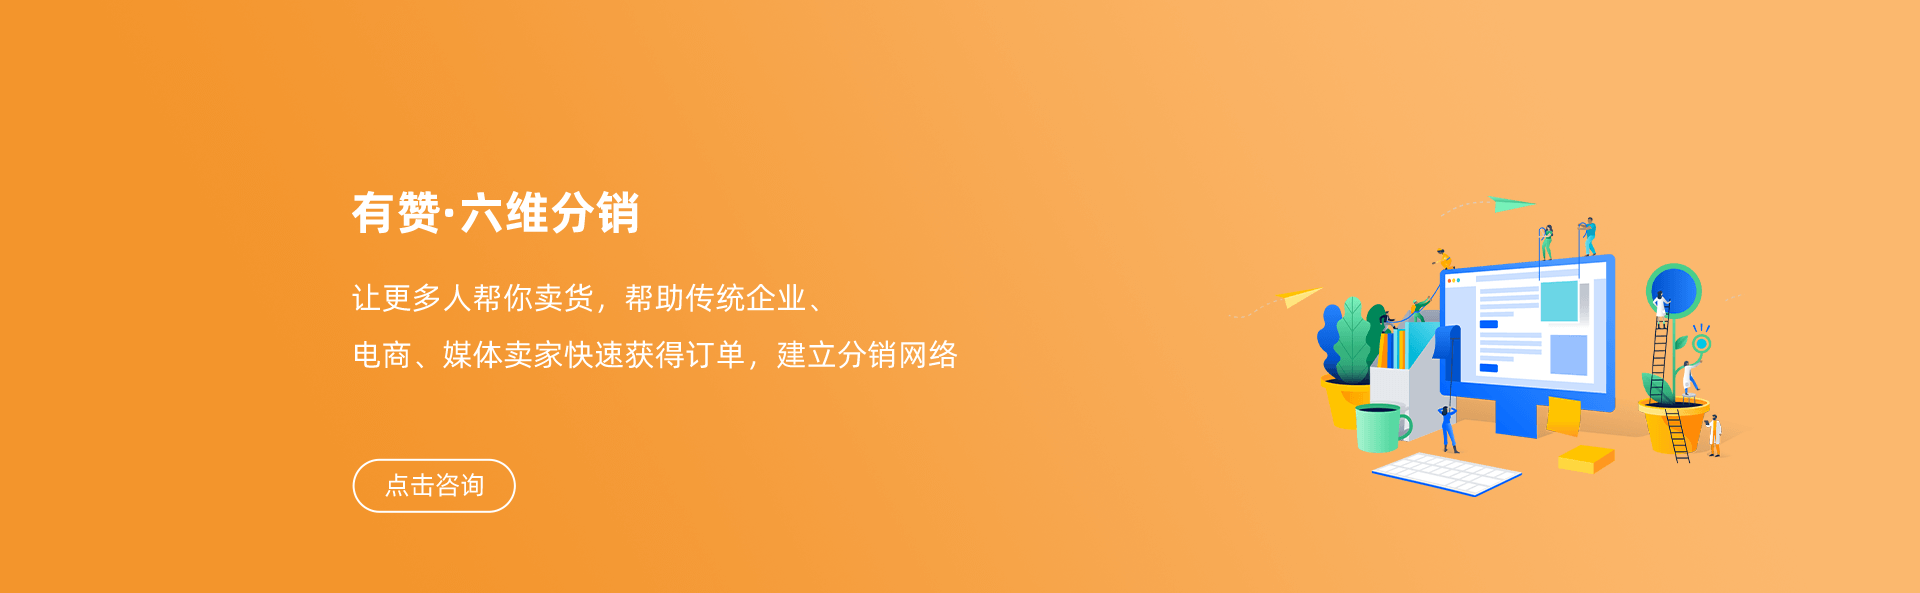 有赞·六维分销
让更多人帮你卖货，帮助传统企业、
电商、媒体卖家快速获得订单，建立分销网络
点击咨询